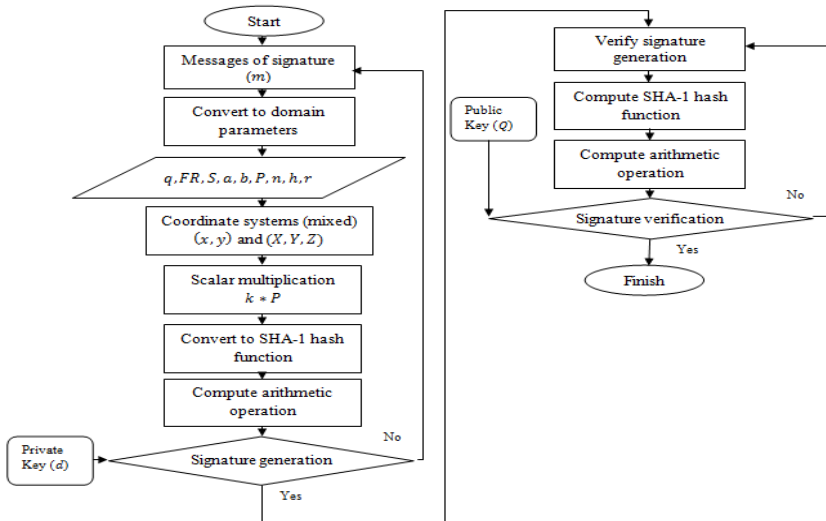 Start
Messages of signature
(m)
Convert to domain
parameters
q, FR, S, a, b, P, n, h, r
Coordinate systems (mixed)
(x, y) and (X, Y, Z)
Scalar multiplication
k * P
Convert to SHA-1 hash
function
Compute arithmetic
operation
No
Private
Key (d)
Signature generation
Yes
Verify signature
generation
Public
Key (Q)
Compute SHA-1 hash
function
Compute arithmetic
operation
No
Signature verification
Yes
Finish